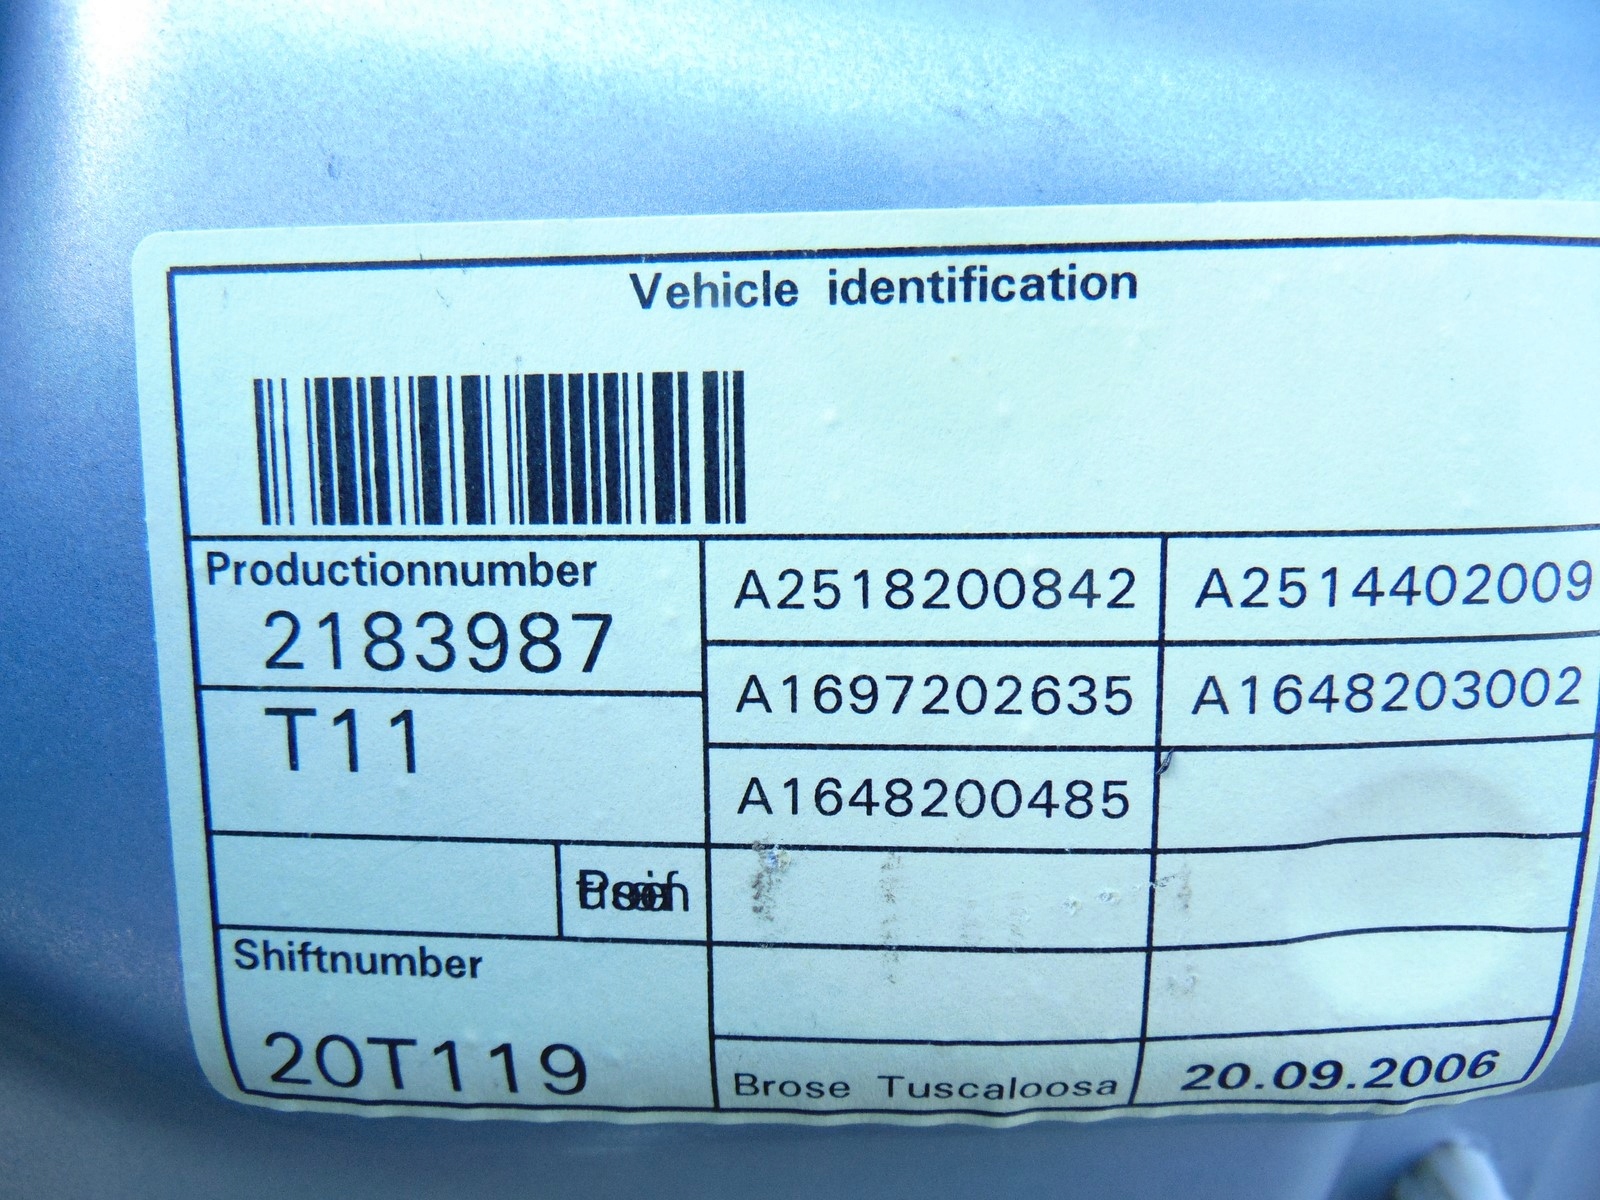 Vehicle identification
Productionnumber
2183987
A2518200842
A2514402009
T11
A1697202635
A1648203002
A1648200485
Shiftnumber
20T119
Brose Tuscaloosa
20.09.2006